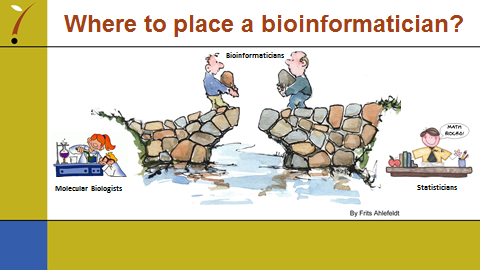 Where to place a bioinformatician?
Bioinformaticians
MATH
ROCKS!
Molecular Biologists
Statisticians
By Frits Ahlefeldt